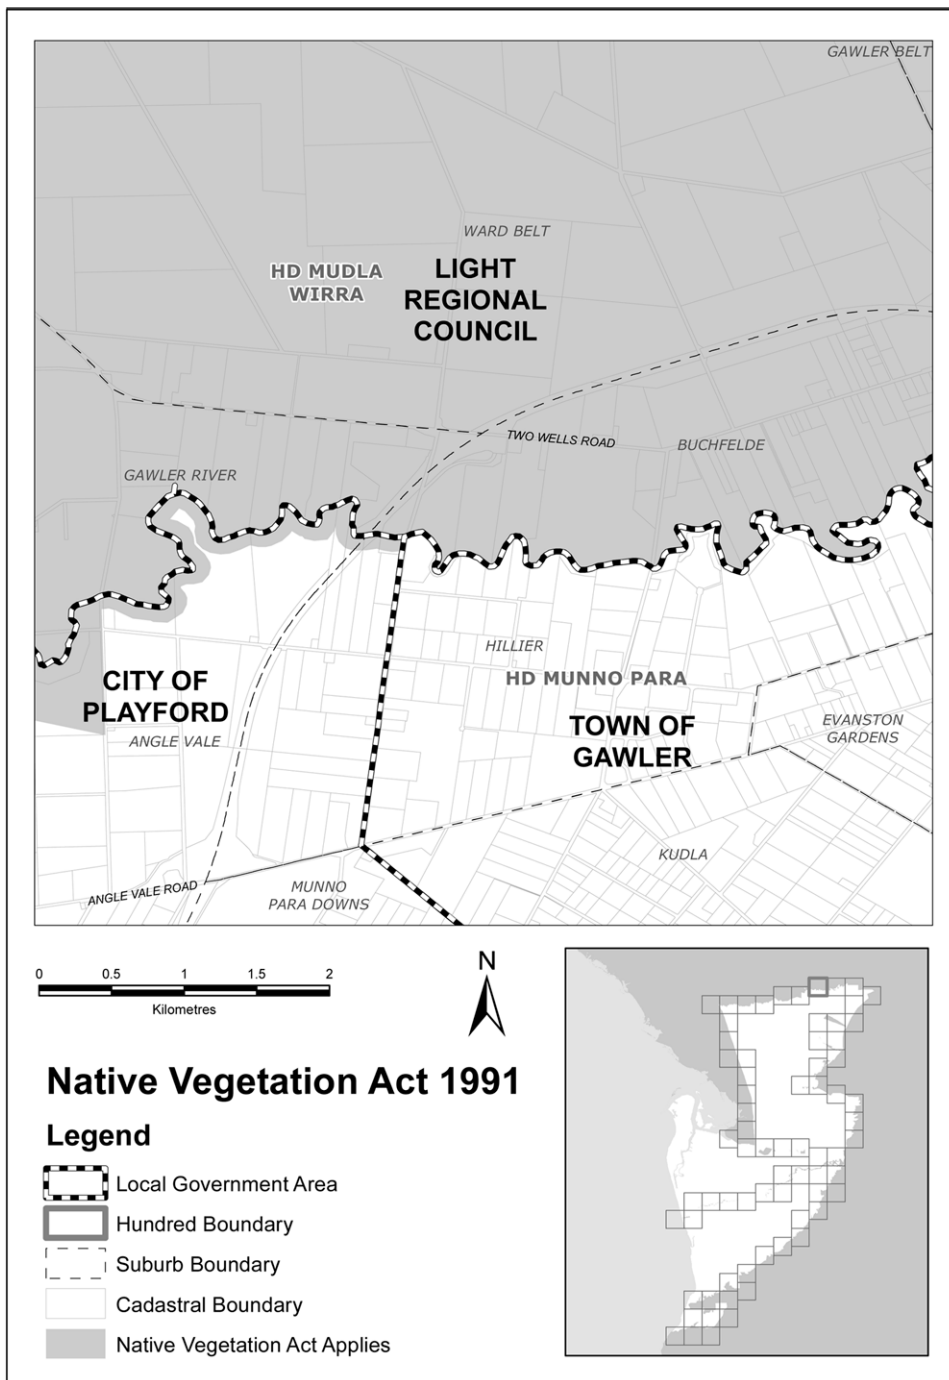 GAWLER BELT
WARD BELT
HD MUDLA
WIRRA
LIGHT
REGIONAL
COUNCIL
TWO WELLS ROAD
BUCHFELDE
GAWLER RIVER
HILLIER
CITY OF
PLAYFORD
HD MUNNO PARA
ANGLE VALE
TOWN OF
GAWLER
EVANSTON
GARDENS
KUDLA
ANGLE VALE ROAD
MUNNO
PARA DOWNS
0 0.5 1 1.5 2
Kilometres
N
Native Vegetation Act 1991
Legend
Local Government Area
Hundred Boundary
Suburb Boundary
Cadastral Boundary
Native Vegetation Act Applies